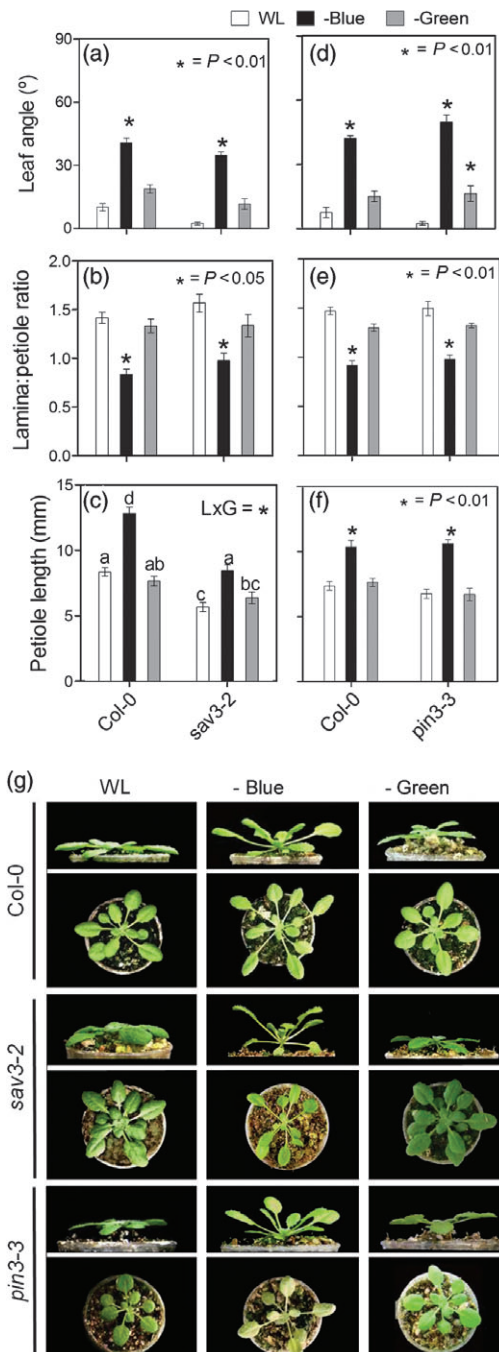 WL -Blue -Green
(a)
* = P < 0.01
Leaf angle (º)
90
60
30
0
*
*
(d)
* = P < 0.01
*
*
*
(b)
* = P < 0.05
Lamina:petiole ratio
2.0
1.5
1.0
0.5
0.0
*
*
(e)
* = P < 0.01
*
*
(c)
LxG = *
Petiole length (mm)
15
10
5
0
a
d
ab
c
a
bc
Col-0
sav3-2
(f)
* = P < 0.01
*
*
Col-0
pin3-3
(g)
WL - Blue - Green
Col-0
sav3-2
pin3-3